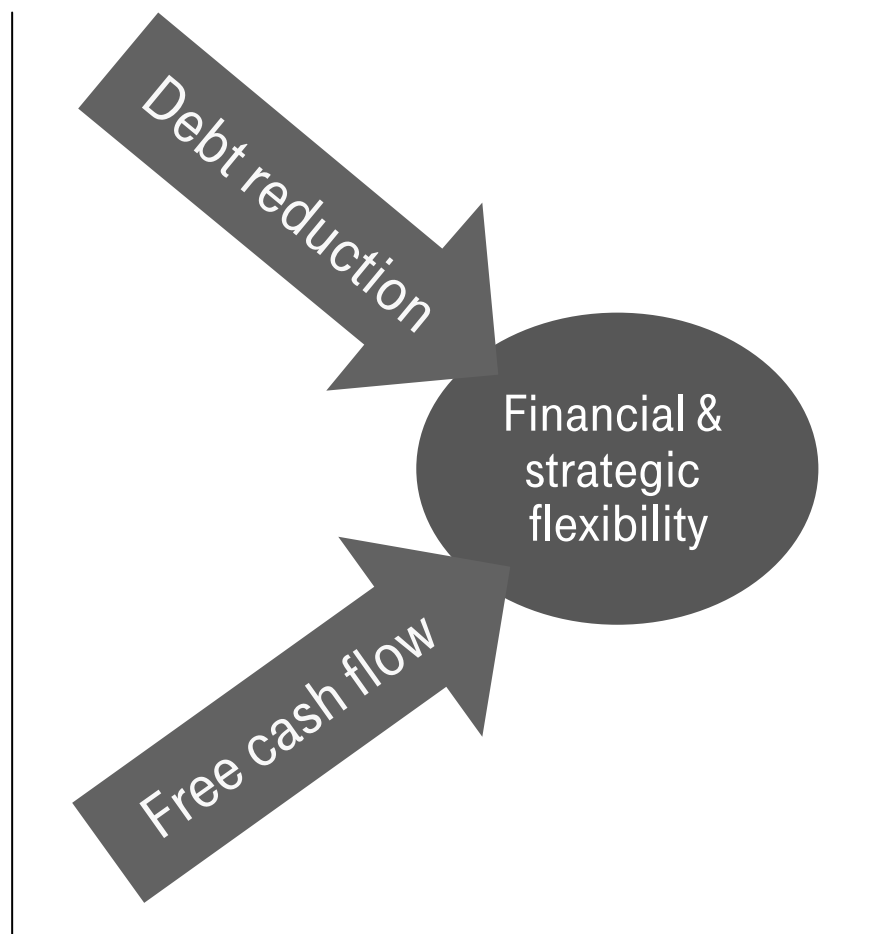 Debt reduction
Financial &
strategic
flexibility
Free cash flow